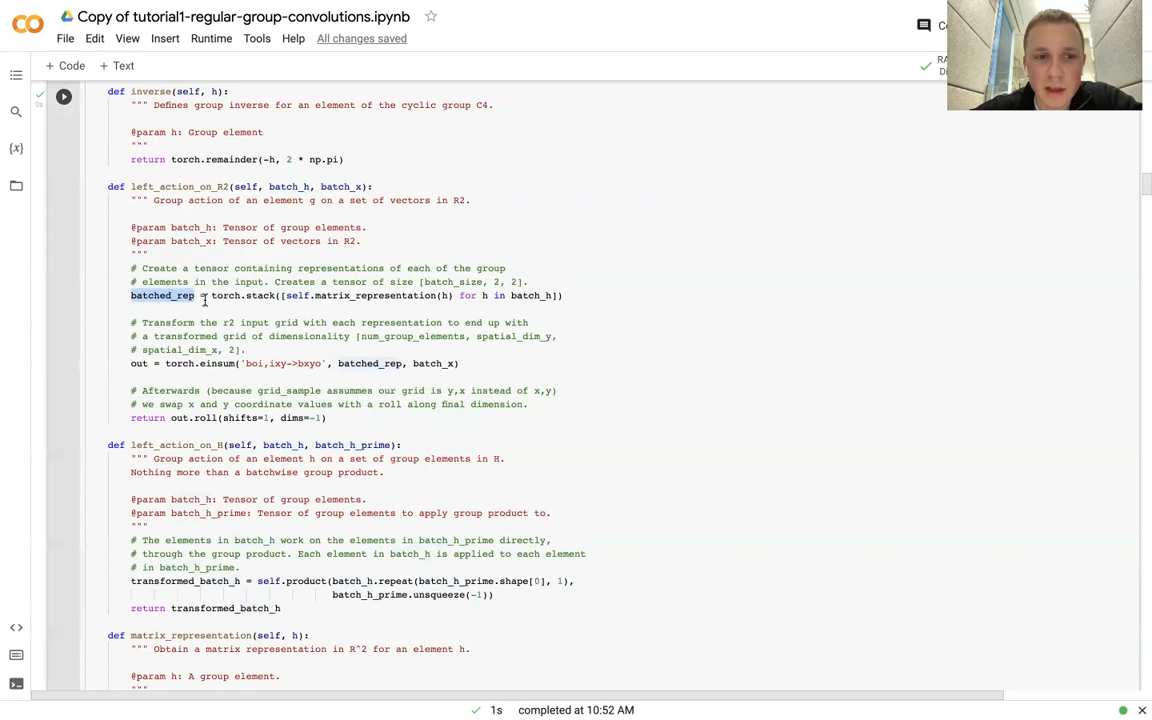 Copy of tutorial1-regular-group-convolutions.ipynb
File Edit View Insert Runtime Tools Help All changes saved
+ Code + Text
def inverse(self, h):
""" Defines group inverse for an element of the cyclic group C4.
@param h: Group element
"""
return torch.remainder(-h, 2 * np.pi)
def left_action_on_R2(self, batch_h, batch_x):
""" Group action of an element g on a set of vectors in R2.
@param batch_h: Tensor of group elements.
@param batch_x: Tensor of vectors in R2.
"""
# Create a tensor containing representations of each of the group
# elements in the input. Creates a tensor of size [batch_size, 2, 2].
batched_rep = torch.stack([self.matrix_representation(h) for h in batch_h])
# Transform the r2 input grid with each representation to end up with
# a transformed grid of dimensionality [num_group_elements, spatial_dim_y,
# spatial_dim_x, 2].
out = torch.einsum('boi,ixy->bxyo', batched_rep, batch_x)
# Afterwards (because grid_sample assummes our grid is y,x instead of x,y)
# we swap x and y coordinate values with a roll along final dimension.
return out.roll(shifts=1, dims=-1)
def left_action_on_H(self, batch_h, batch_h_prime):
""" Group action of an element h on a set of group elements in H.
Nothing more than a batchwise group product.
@param batch_h: Tensor of group elements.
@param batch_h_prime: Tensor of group elements to apply group product to.
"""
# The elements in batch_h work on the elements in batch_h_prime directly,
# through the group product. Each element in batch_h is applied to each element
# in batch_h_prime.
transformed_batch_h = self.product(batch_h.repeat(batch_h_prime.shape[0], 1),
batch_h_prime.unsqueeze(-1))
return transformed_batch_h
def matrix_representation(self, h):
""" Obtain a matrix representation in R^2 for an element h.
@param h: A group element.
"""
1s completed at 10:52 AM